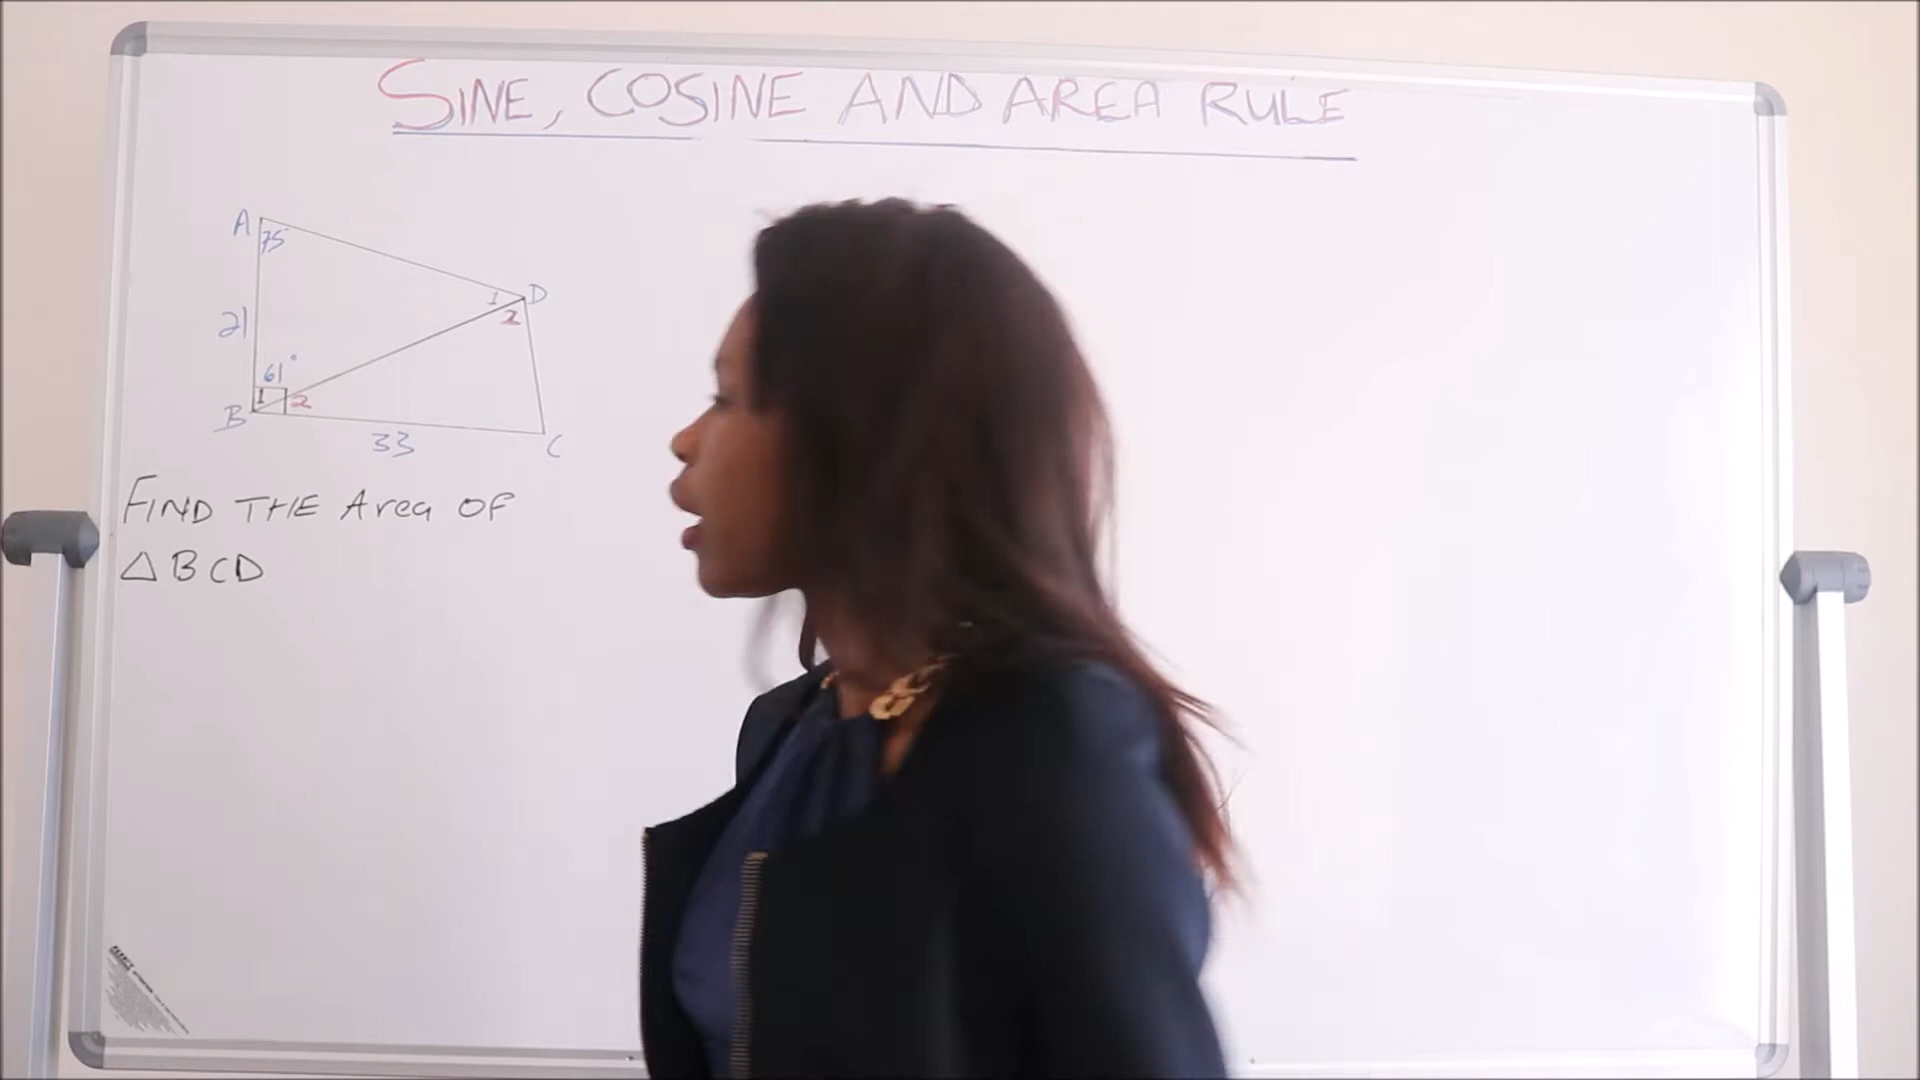 SINE, COSINE AND AREA RULE
A
75
1
D
2
21
61°
1
2
B
33
C
FIND THE Area OF
△ BCD